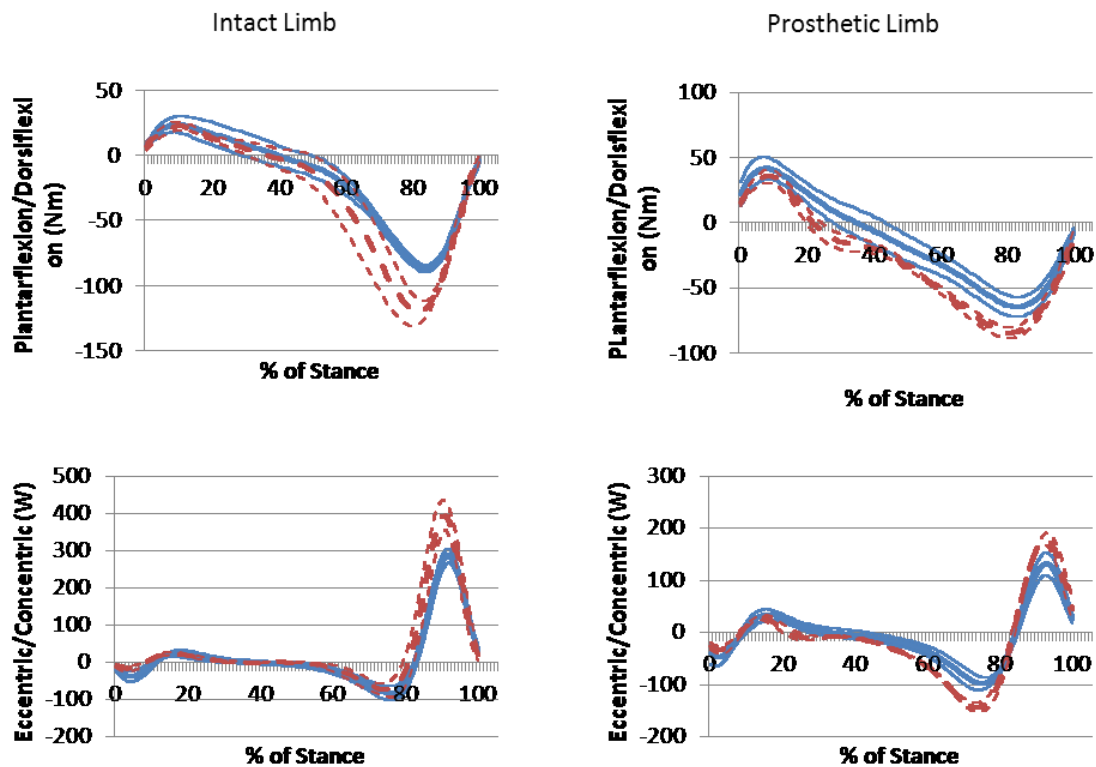 Intact Limb
Prosthetic Limb
Plantarflexion/Dorsiflexi
on (Nm)
50
0
-50
-100
-150
0 20 40 60 80 100
% of Stance
PLantarflexion/Dorisflexi
on (Nm)
100
50
0
-50
-100
0 20 40 60 80 100
% of Stance
Eccentric/Concentric (W)
500
400
300
200
100
0
-100
-200
0 20 40 60 80 100
% of Stance
Eccentric/Concentric (W)
300
200
100
0
-100
-200
0 20 40 60 80 100
% of Stance